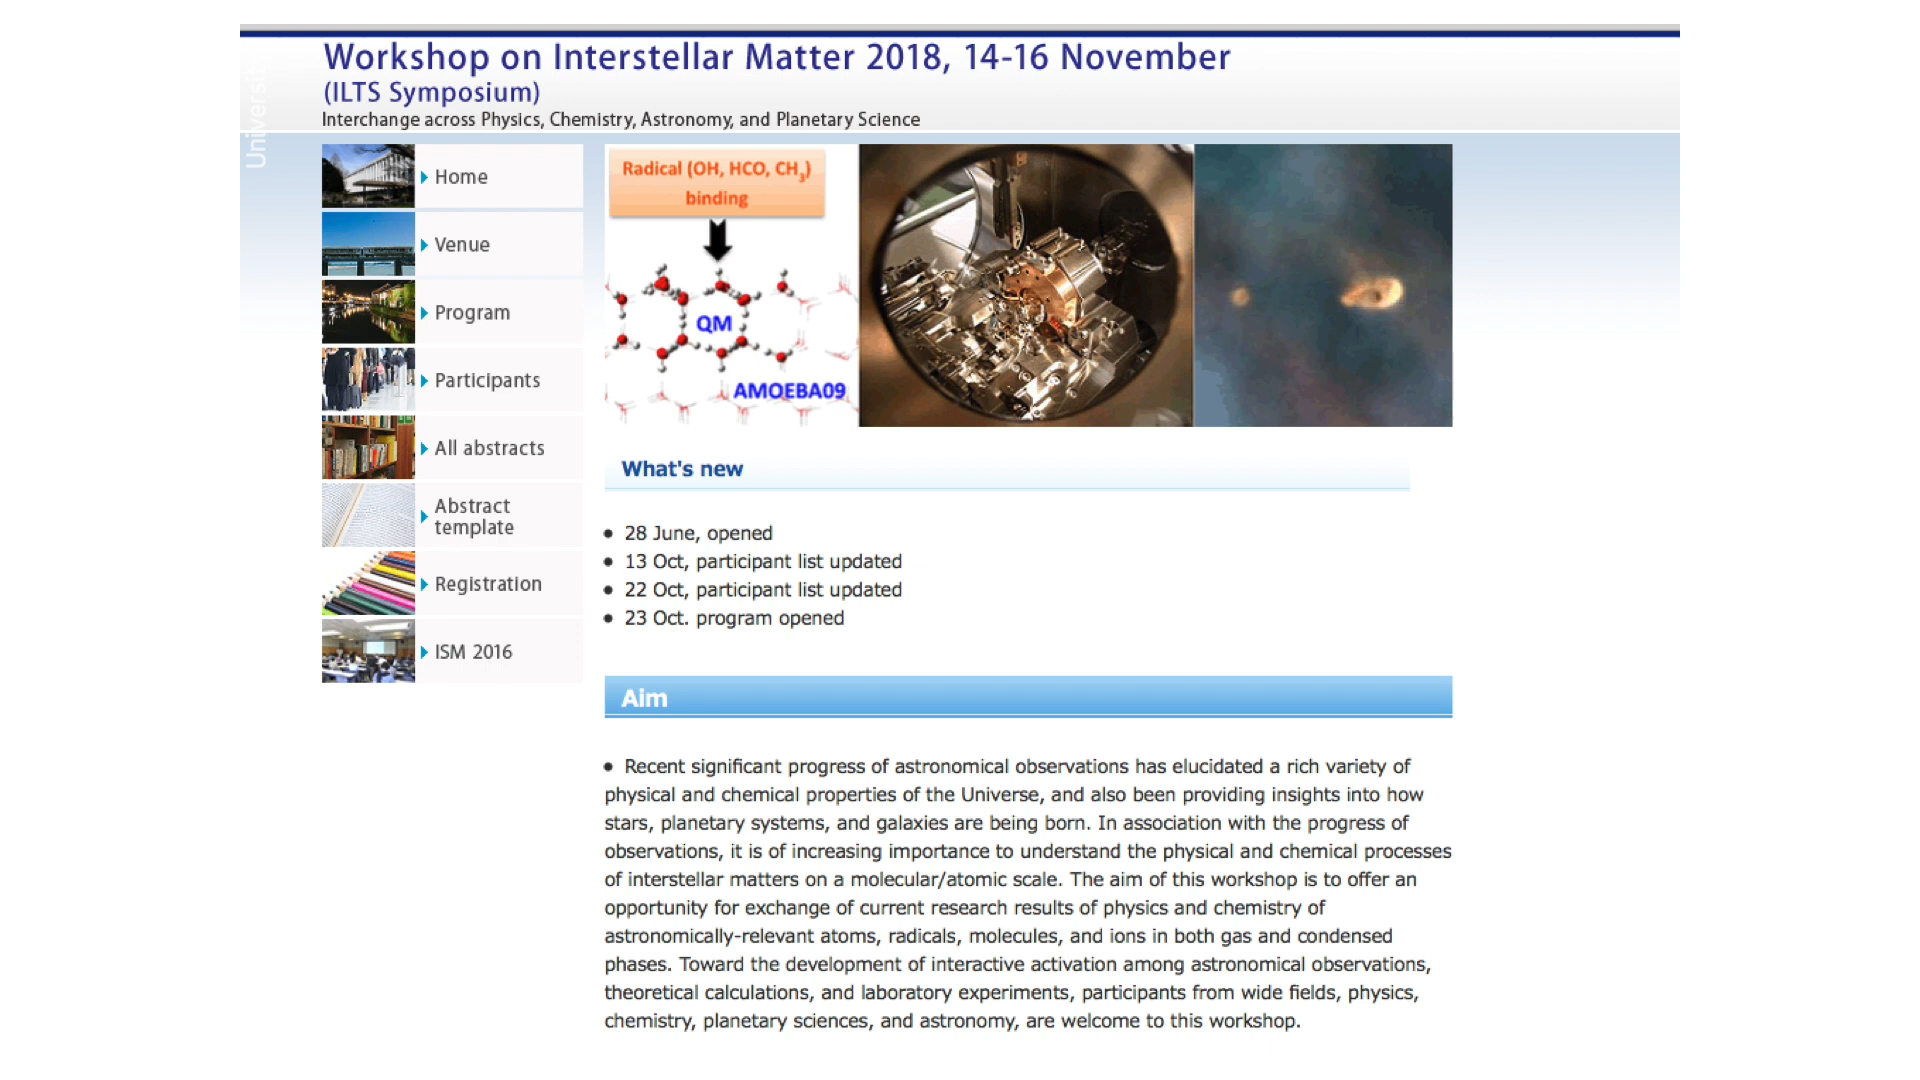 Workshop on Interstellar Matter 2018, 14-16 November
(ILTS Symposium)
Interchange across Physics, Chemistry, Astronomy, and Planetary Science
Universi
Home
Venue
Program
Participants
All abstracts
Abstract
template
Registration
ISM 2016
Radical (OH, HCO, CH3)
binding
QM
AMOEBA09
What's new
• 28 June, opened
• 13 Oct, participant list updated
• 22 Oct, participant list updated
• 23 Oct. program opened
Aim
• Recent significant progress of astronomical observations has elucidated a rich variety of
physical and chemical properties of the Universe, and also been providing insights into how
stars, planetary systems, and galaxies are being born. In association with the progress of
observations, it is of increasing importance to understand the physical and chemical processes
of interstellar matters on a molecular/atomic scale. The aim of this workshop is to offer an
opportunity for exchange of current research results of physics and chemistry of
astronomically-relevant atoms, radicals, molecules, and ions in both gas and condensed
phases. Toward the development of interactive activation among astronomical observations,
theoretical calculations, and laboratory experiments, participants from wide fields, physics,
chemistry, planetary sciences, and astronomy, are welcome to this workshop.